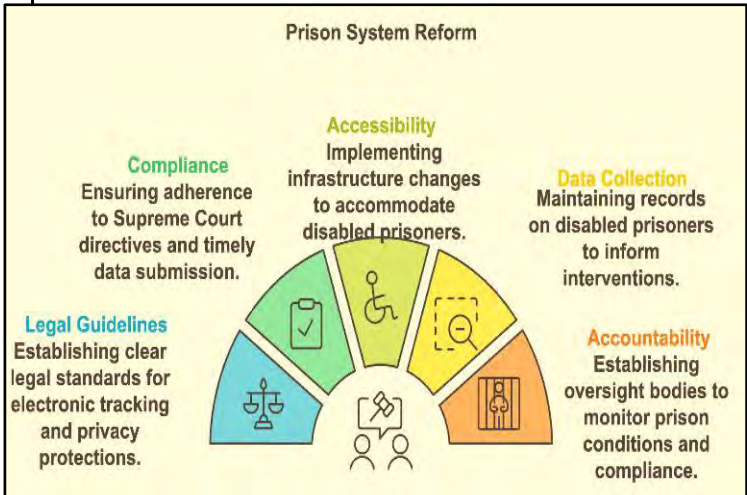 Prison System Reform
Accessibility
Implementing
infrastructure changes
to accommodate
disabled prisoners.
Compliance
Ensuring adherence
to Supreme Court
directives and timely
data submission.
Data Collection
Maintaining records
on disabled prisoners
to inform
interventions.
Legal Guidelines
Establishing clear
legal standards for
electronic tracking
and privacy
protections.
Accountability
Establishing
oversight bodies to
monitor prison
conditions and
compliance.